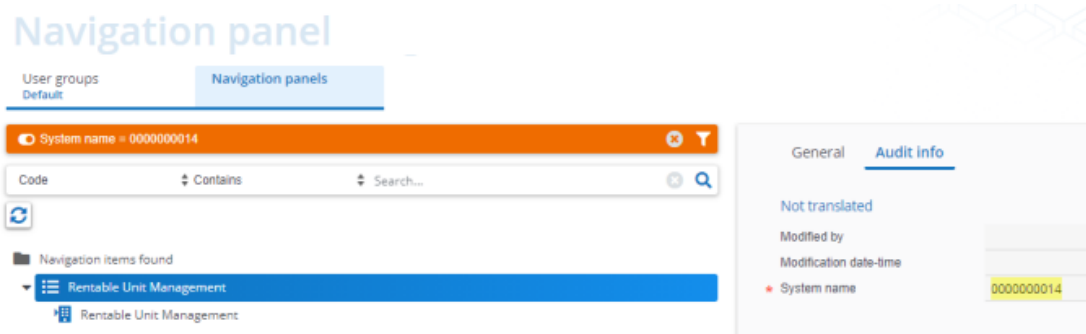 Navigation panel
User groups
Default
Navigation panels
System name = 0000000014
Code
Contains
Search...
Navigation items found
Rentable Unit Management
Rentable Unit Management
General
Audit info
Not translated
Modified by
Modification date-time
* System name
0000000014